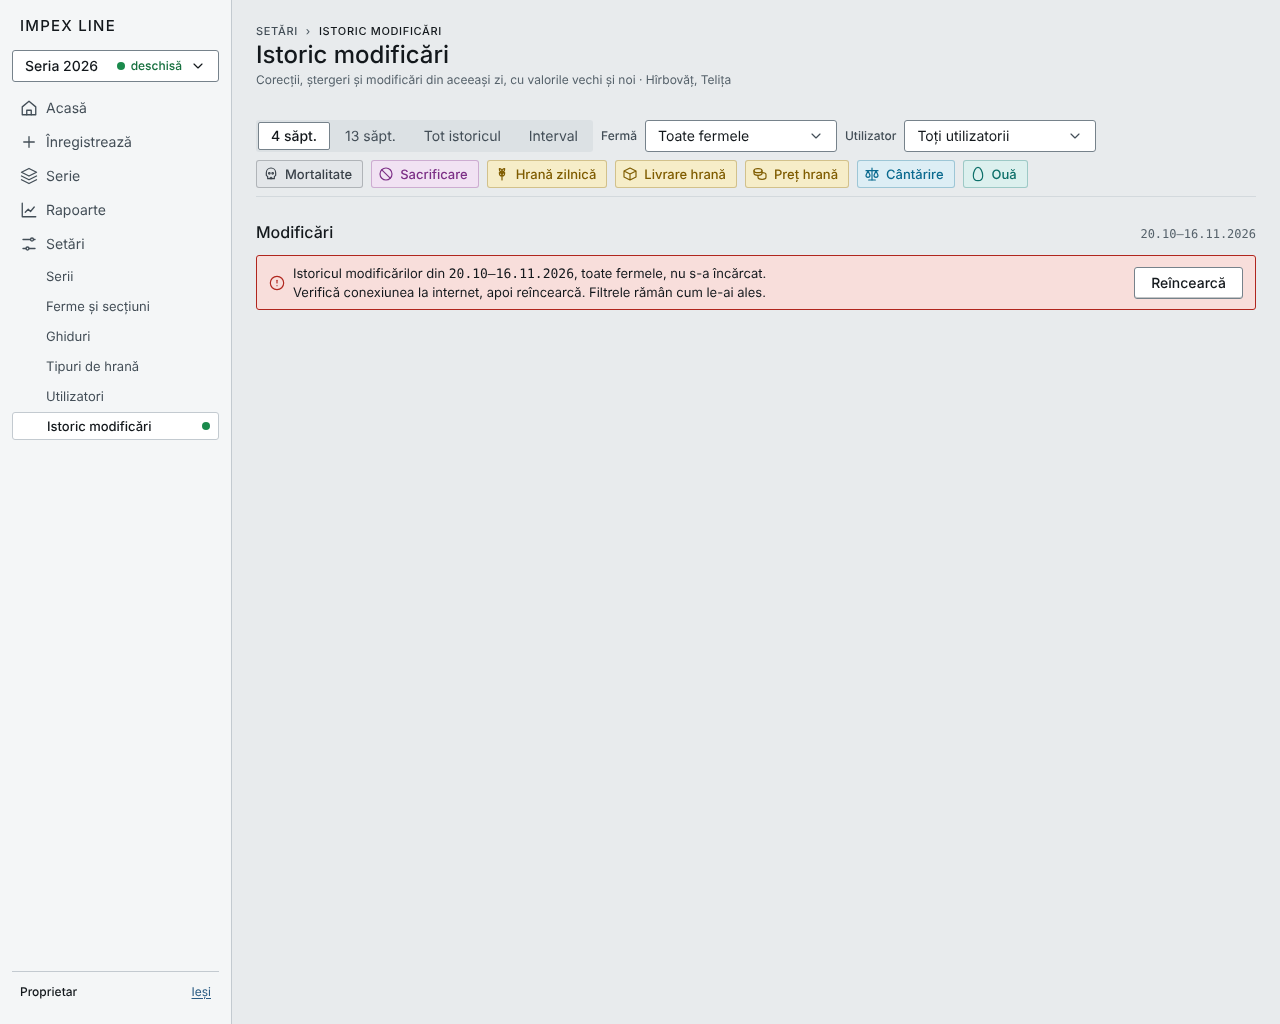 IMPEX LINE
Seria 2026 deschisă
Acasă
Înregistrează
Serie
Rapoarte
Setări
Serii
Ferme și secțiuni
Ghiduri
Tipuri de hrană
Utilizatori
Istoric modificări
Proprietar Ieși
SETĂRI › ISTORIC MODIFICĂRI
Istoric modificări
Corecții, ștergeri și modificări din aceeași zi, cu valorile vechi și noi · Hîrbovăț, Telița
4 săpt. 13 săpt. Tot istoricul Interval Fermă Toate fermele Utilizator Toți utilizatorii
Mortalitate Sacrificare Hrană zilnică Livrare hrană Preț hrană Cântărire Ouă
Modificări 20.10–16.11.2026
Istoricul modificărilor din 20.10–16.11.2026, toate fermele, nu s-a încărcat.
Verifică conexiunea la internet, apoi reîncearcă. Filtrele rămân cum le-ai ales.
Reîncearcă